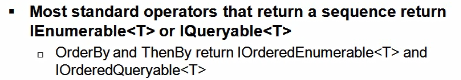 ▪ Most standard operators that return a sequence return
IEnumerable<T> or IQueryable<T>
▫ OrderBy and ThenBy return IOrderedEnumerable<T> and
IOrderedQueryable<T>